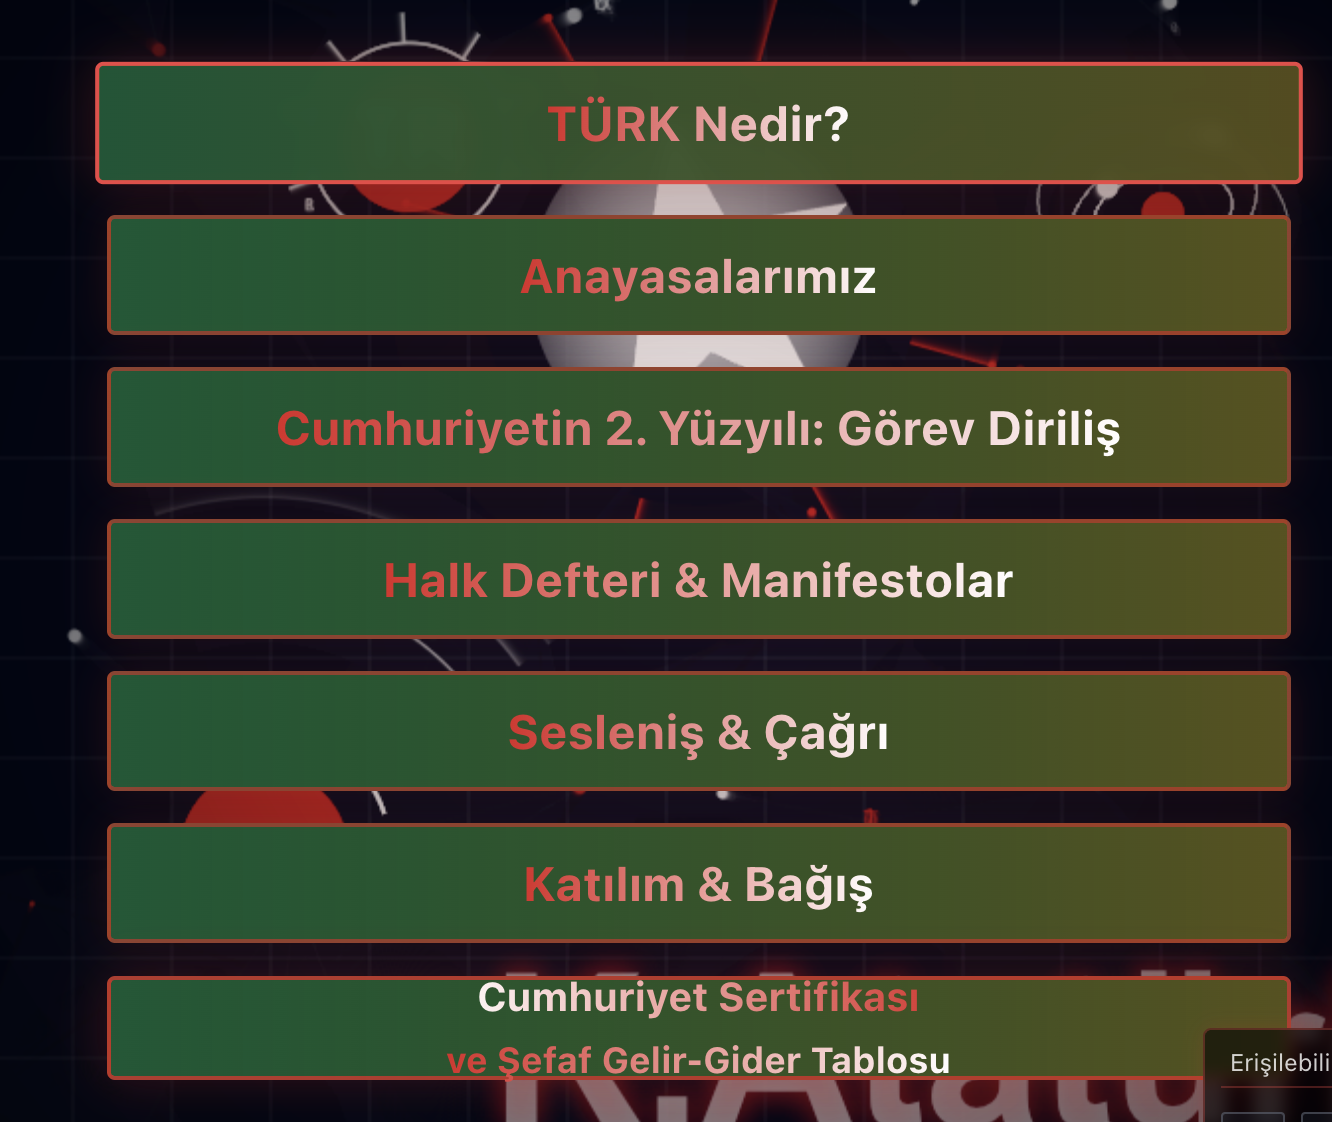 TÜRK Nedir?
Anayasalarımız
Cumhuriyetin 2. Yüzyılı: Görev Diriliş
Halk Defteri & Manifestolar
Sesleniş & Çağrı
Katılım & Bağış
Cumhuriyet Sertifikası
ve Şefaf Gelir-Gider Tablosu